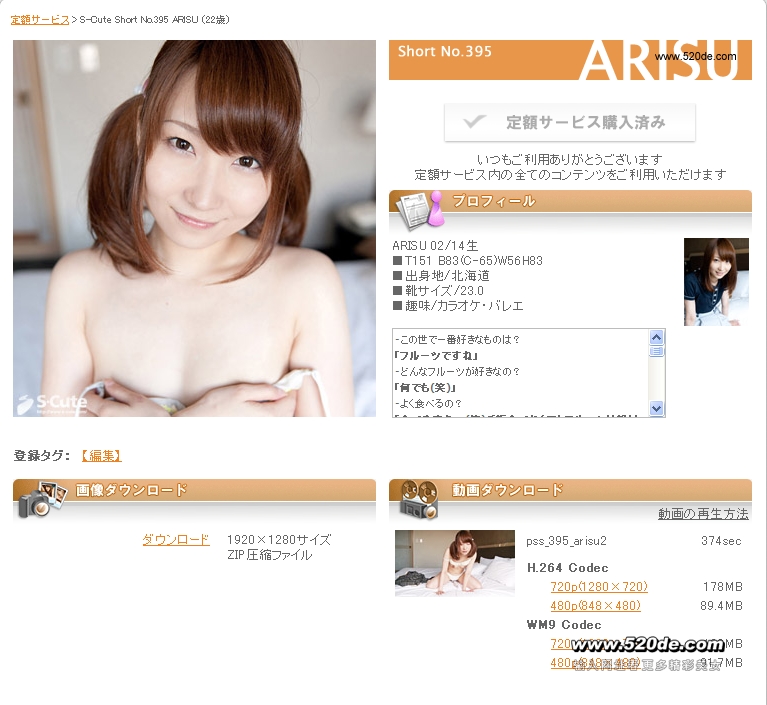 定額サービス > S-Cute Short No.395 ARISU (22歳)
Short No.395
ARISU
www.520de.com
定額サービス購入済み
いつもご利用ありがとうございます
定額サービス内の全てのコンテンツをご利用いただけます
プロフィール
ARISU 02/14生
■T151 B83(C-65)W56H83
■出身地/北海道
■靴サイズ/23.0
■趣味/カラオケ・バレエ
-この世で一番好きなものは?
「フルーツですね」
-どんなフルーツが好きなの?
「何でも(笑)」
-よく食べるの?
S-Cute
登録タグ: 【編集】
画像ダウンロード
ダウンロード 1920×1280サイズ
ZIP圧縮ファイル
動画ダウンロード
動画の再生方法
pss_395_arisu2 374sec
H.264 Codec
720p(1280×720) 178MB
480p(848×480) 89.4MB
WM9 Codec
720 MB
www.520de.com
480p(848×480) 91.7MB